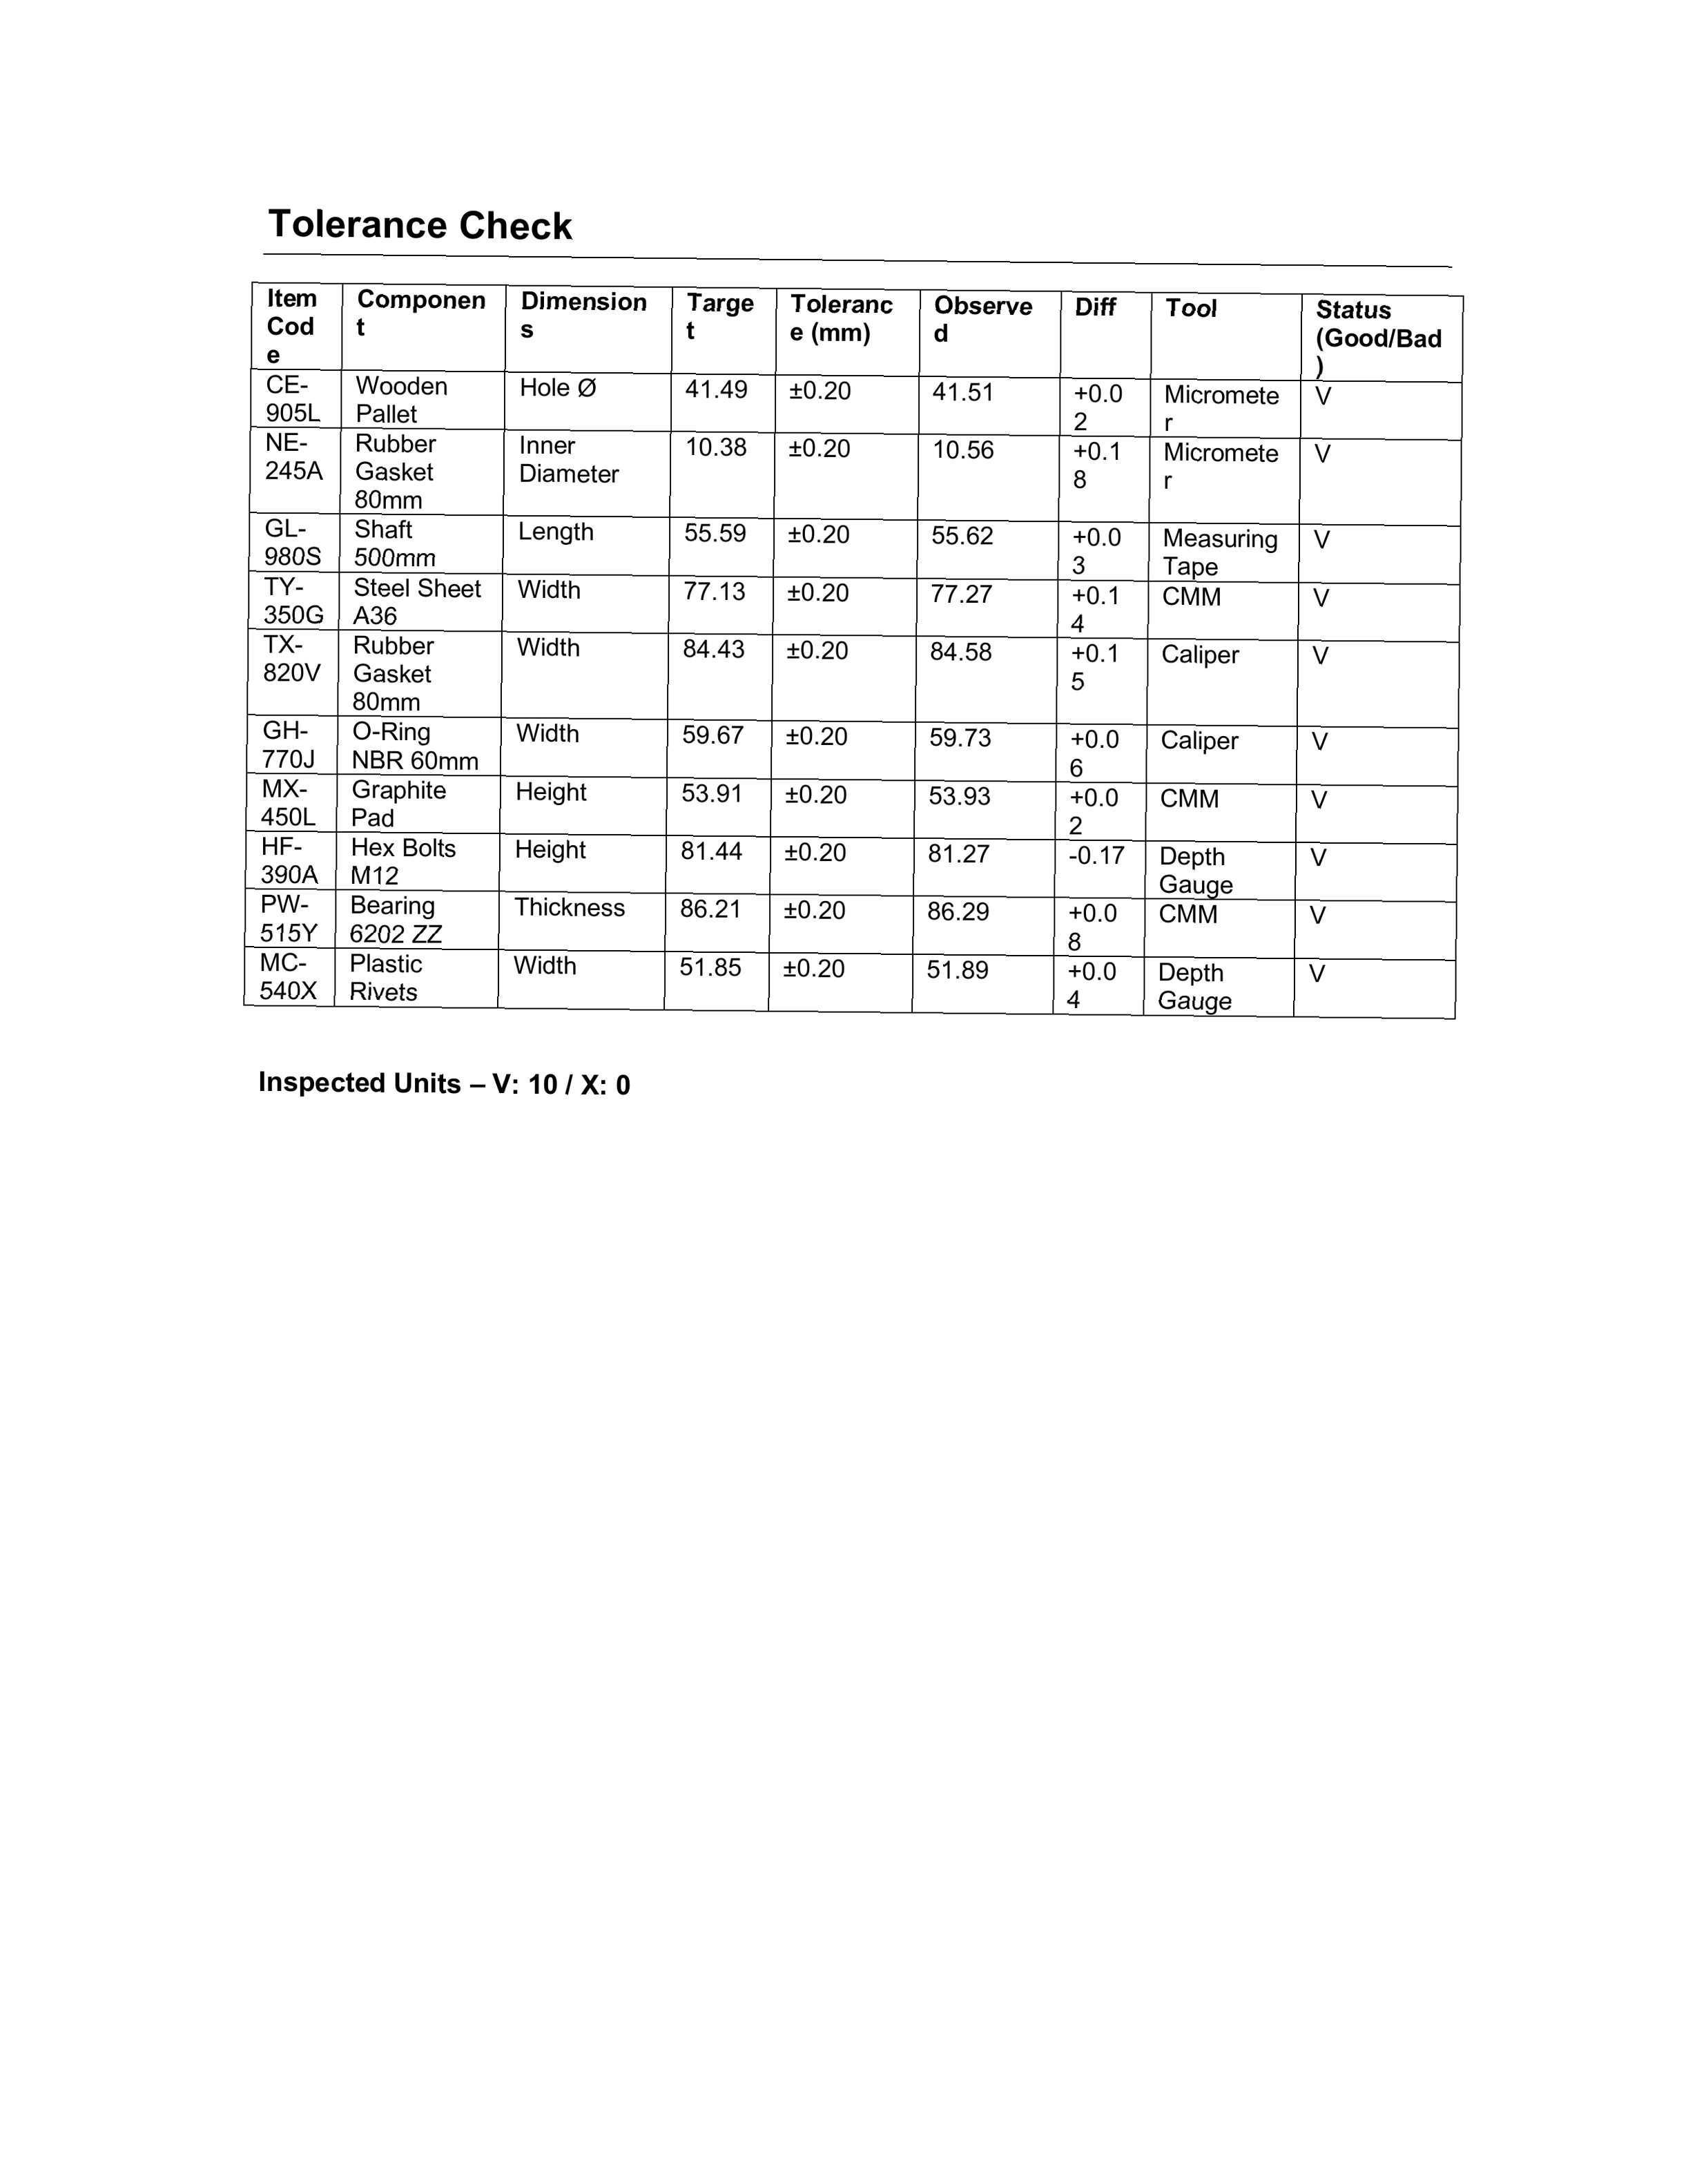 Tolerance Check
Item Code Component Dimensions Target Tolerance (mm) Observed Diff Tool Status (Good/Bad)
CE-905L Wooden Pallet Hole Ø 41.49 ±0.20 41.51 +0.02 Micrometer V
NE-245A Rubber Gasket 80mm Inner Diameter 10.38 ±0.20 10.56 +0.18 Micrometer V
GL-980S Shaft 500mm Length 55.59 ±0.20 55.62 +0.03 Measuring Tape V
TY-350G Steel Sheet A36 Width 77.13 ±0.20 77.27 +0.14 CMM V
TX-820V Rubber Gasket 80mm Width 84.43 ±0.20 84.58 +0.15 Caliper V
GH-770J O-Ring NBR 60mm Width 59.67 ±0.20 59.73 +0.06 Caliper V
MX-450L Graphite Pad Height 53.91 ±0.20 53.93 +0.02 CMM V
HF-390A Hex Bolts M12 Height 81.44 ±0.20 81.27 -0.17 Depth Gauge V
PW-515Y Bearing 6202 ZZ Thickness 86.21 ±0.20 86.29 +0.08 CMM V
MC-540X Plastic Rivets Width 51.85 ±0.20 51.89 +0.04 Depth Gauge V
Inspected Units – V: 10 / X: 0